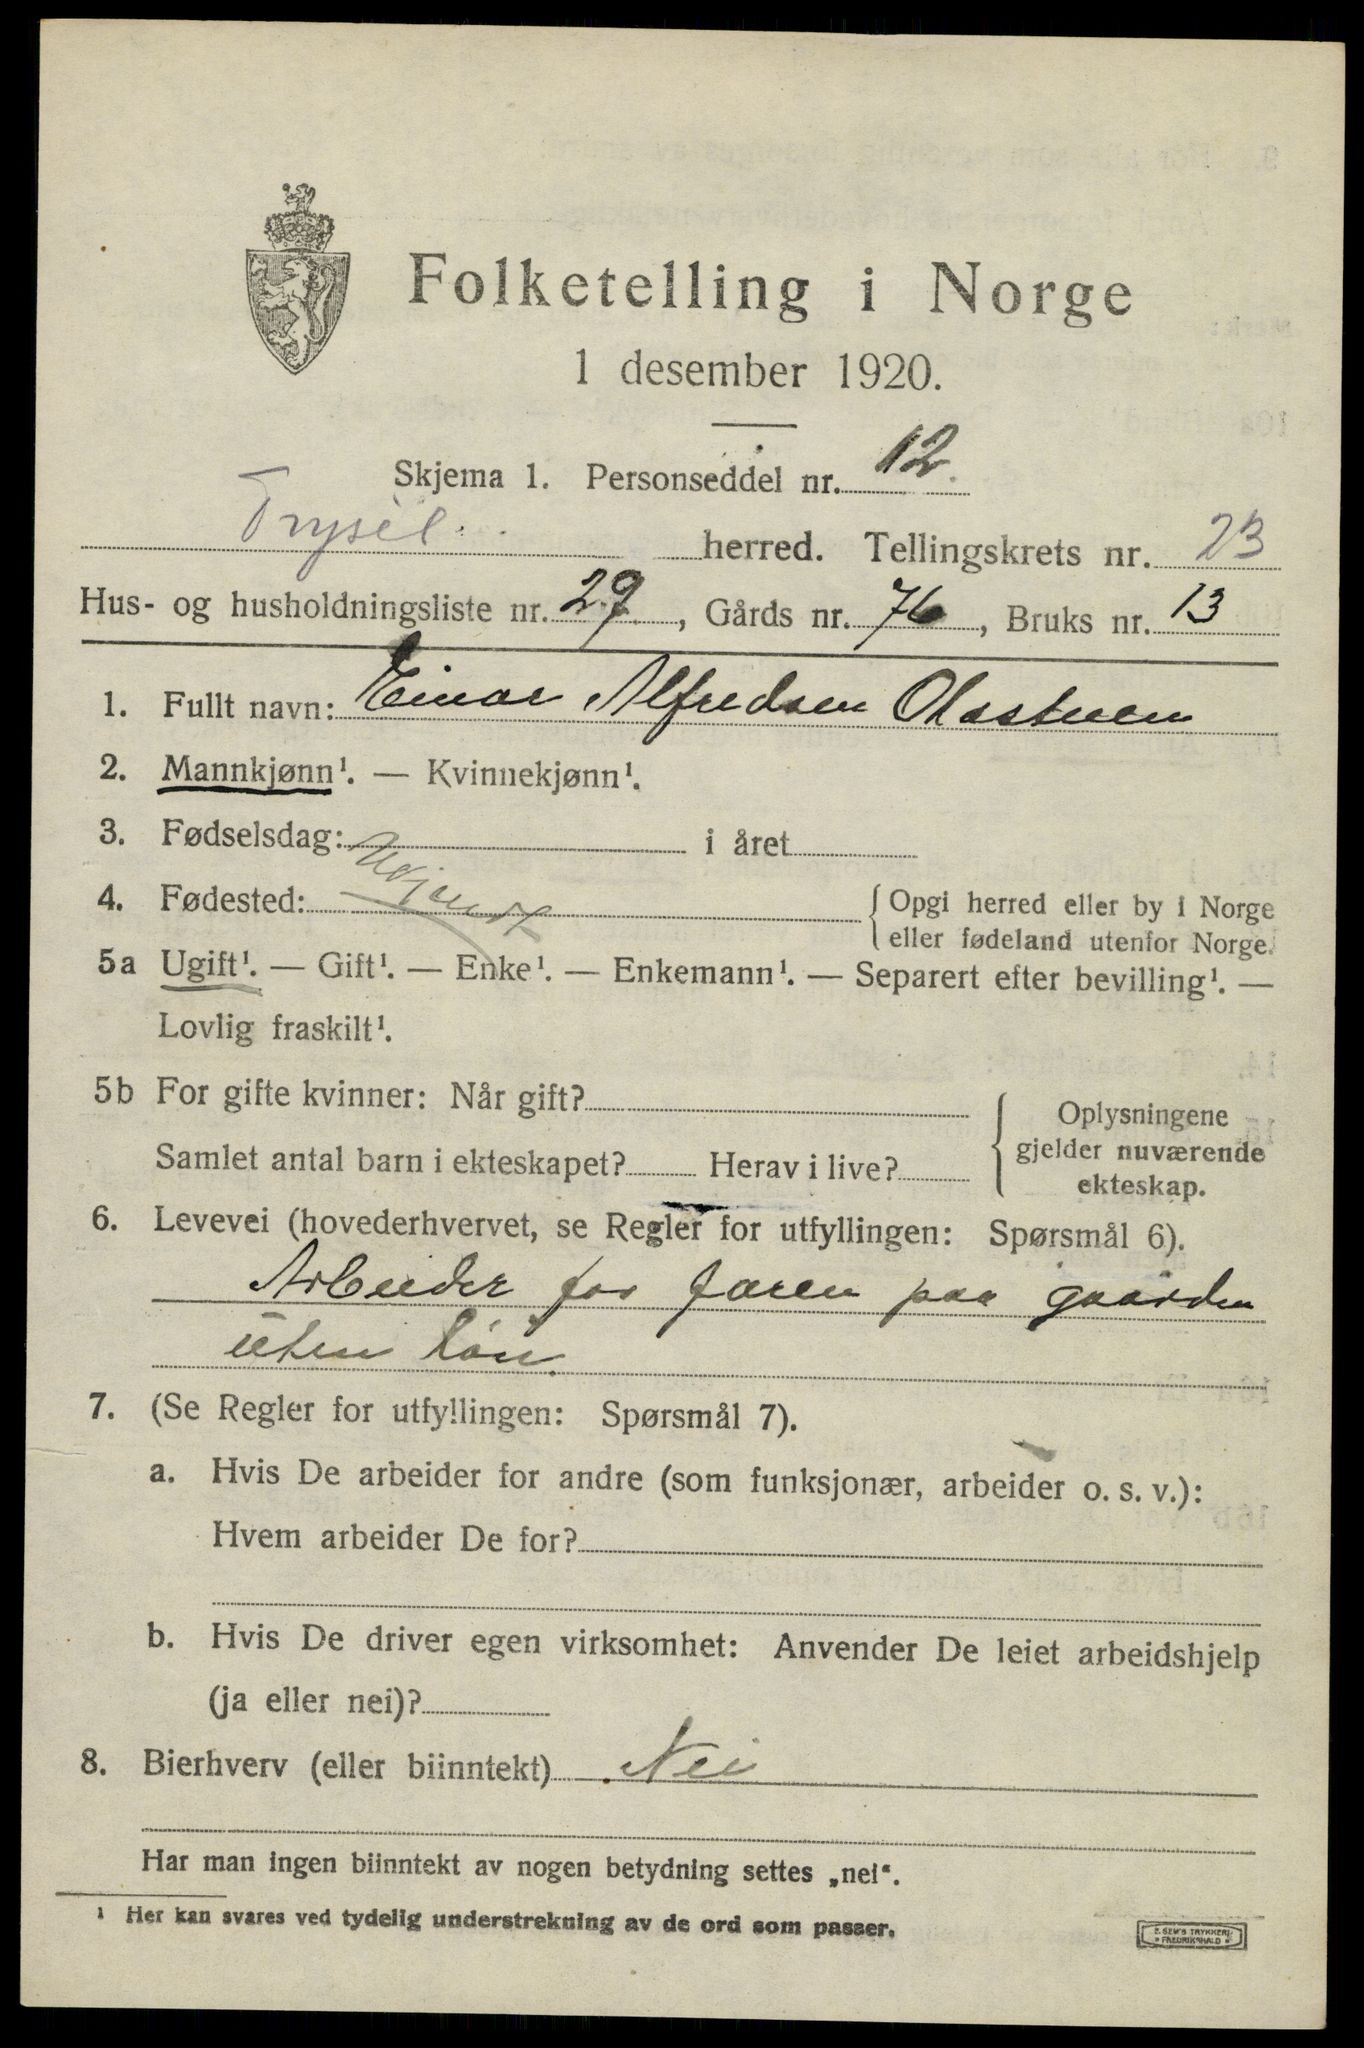 Folketelling i Norge
1 desember 1920.
Skjema 1. Personseddel nr. 12.
Trysil herred. Tellingskrets nr. 23
Hus- og husholdningsliste nr. 29, Gårds nr. 76, Bruks nr. 13
1. Fullt navn: Einar Alfredsen Olastuen
2. Mannkjønn¹. — Kvinnekjønn¹.
3. Fødselsdag: i året
4. Fødested: Ukjendt { Opgi herred eller by i Norge
eller fødeland utenfor Norge.
5a Ugift¹. — Gift¹. — Enke¹. — Enkemann¹. — Separert efter bevilling¹. —
Lovlig fraskilt¹.
5b For gifte kvinner: Når gift?
Samlet antal barn i ekteskapet? Herav i live?
{ Oplysningene
gjelder nuværende
ekteskap.
6. Levevei (hovederhvervet, se Regler for utfyllingen: Spørsmål 6).
Arbeider for faren paa gaarden
uten løn.
7. (Se Regler for utfyllingen: Spørsmål 7).
a. Hvis De arbeider for andre (som funksjonær, arbeider o. s. v.):
Hvem arbeider De for?
b. Hvis De driver egen virksomhet: Anvender De leiet arbeidshjelp
(ja eller nei)?
8. Bierhverv (eller biinntekt) Nei
Har man ingen biinntekt av nogen betydning settes „nei“.
¹ Her kan svares ved tydelig understrekning av de ord som passer.
E. SEM'S TRYKKERI
* FREDRIKSHALD *